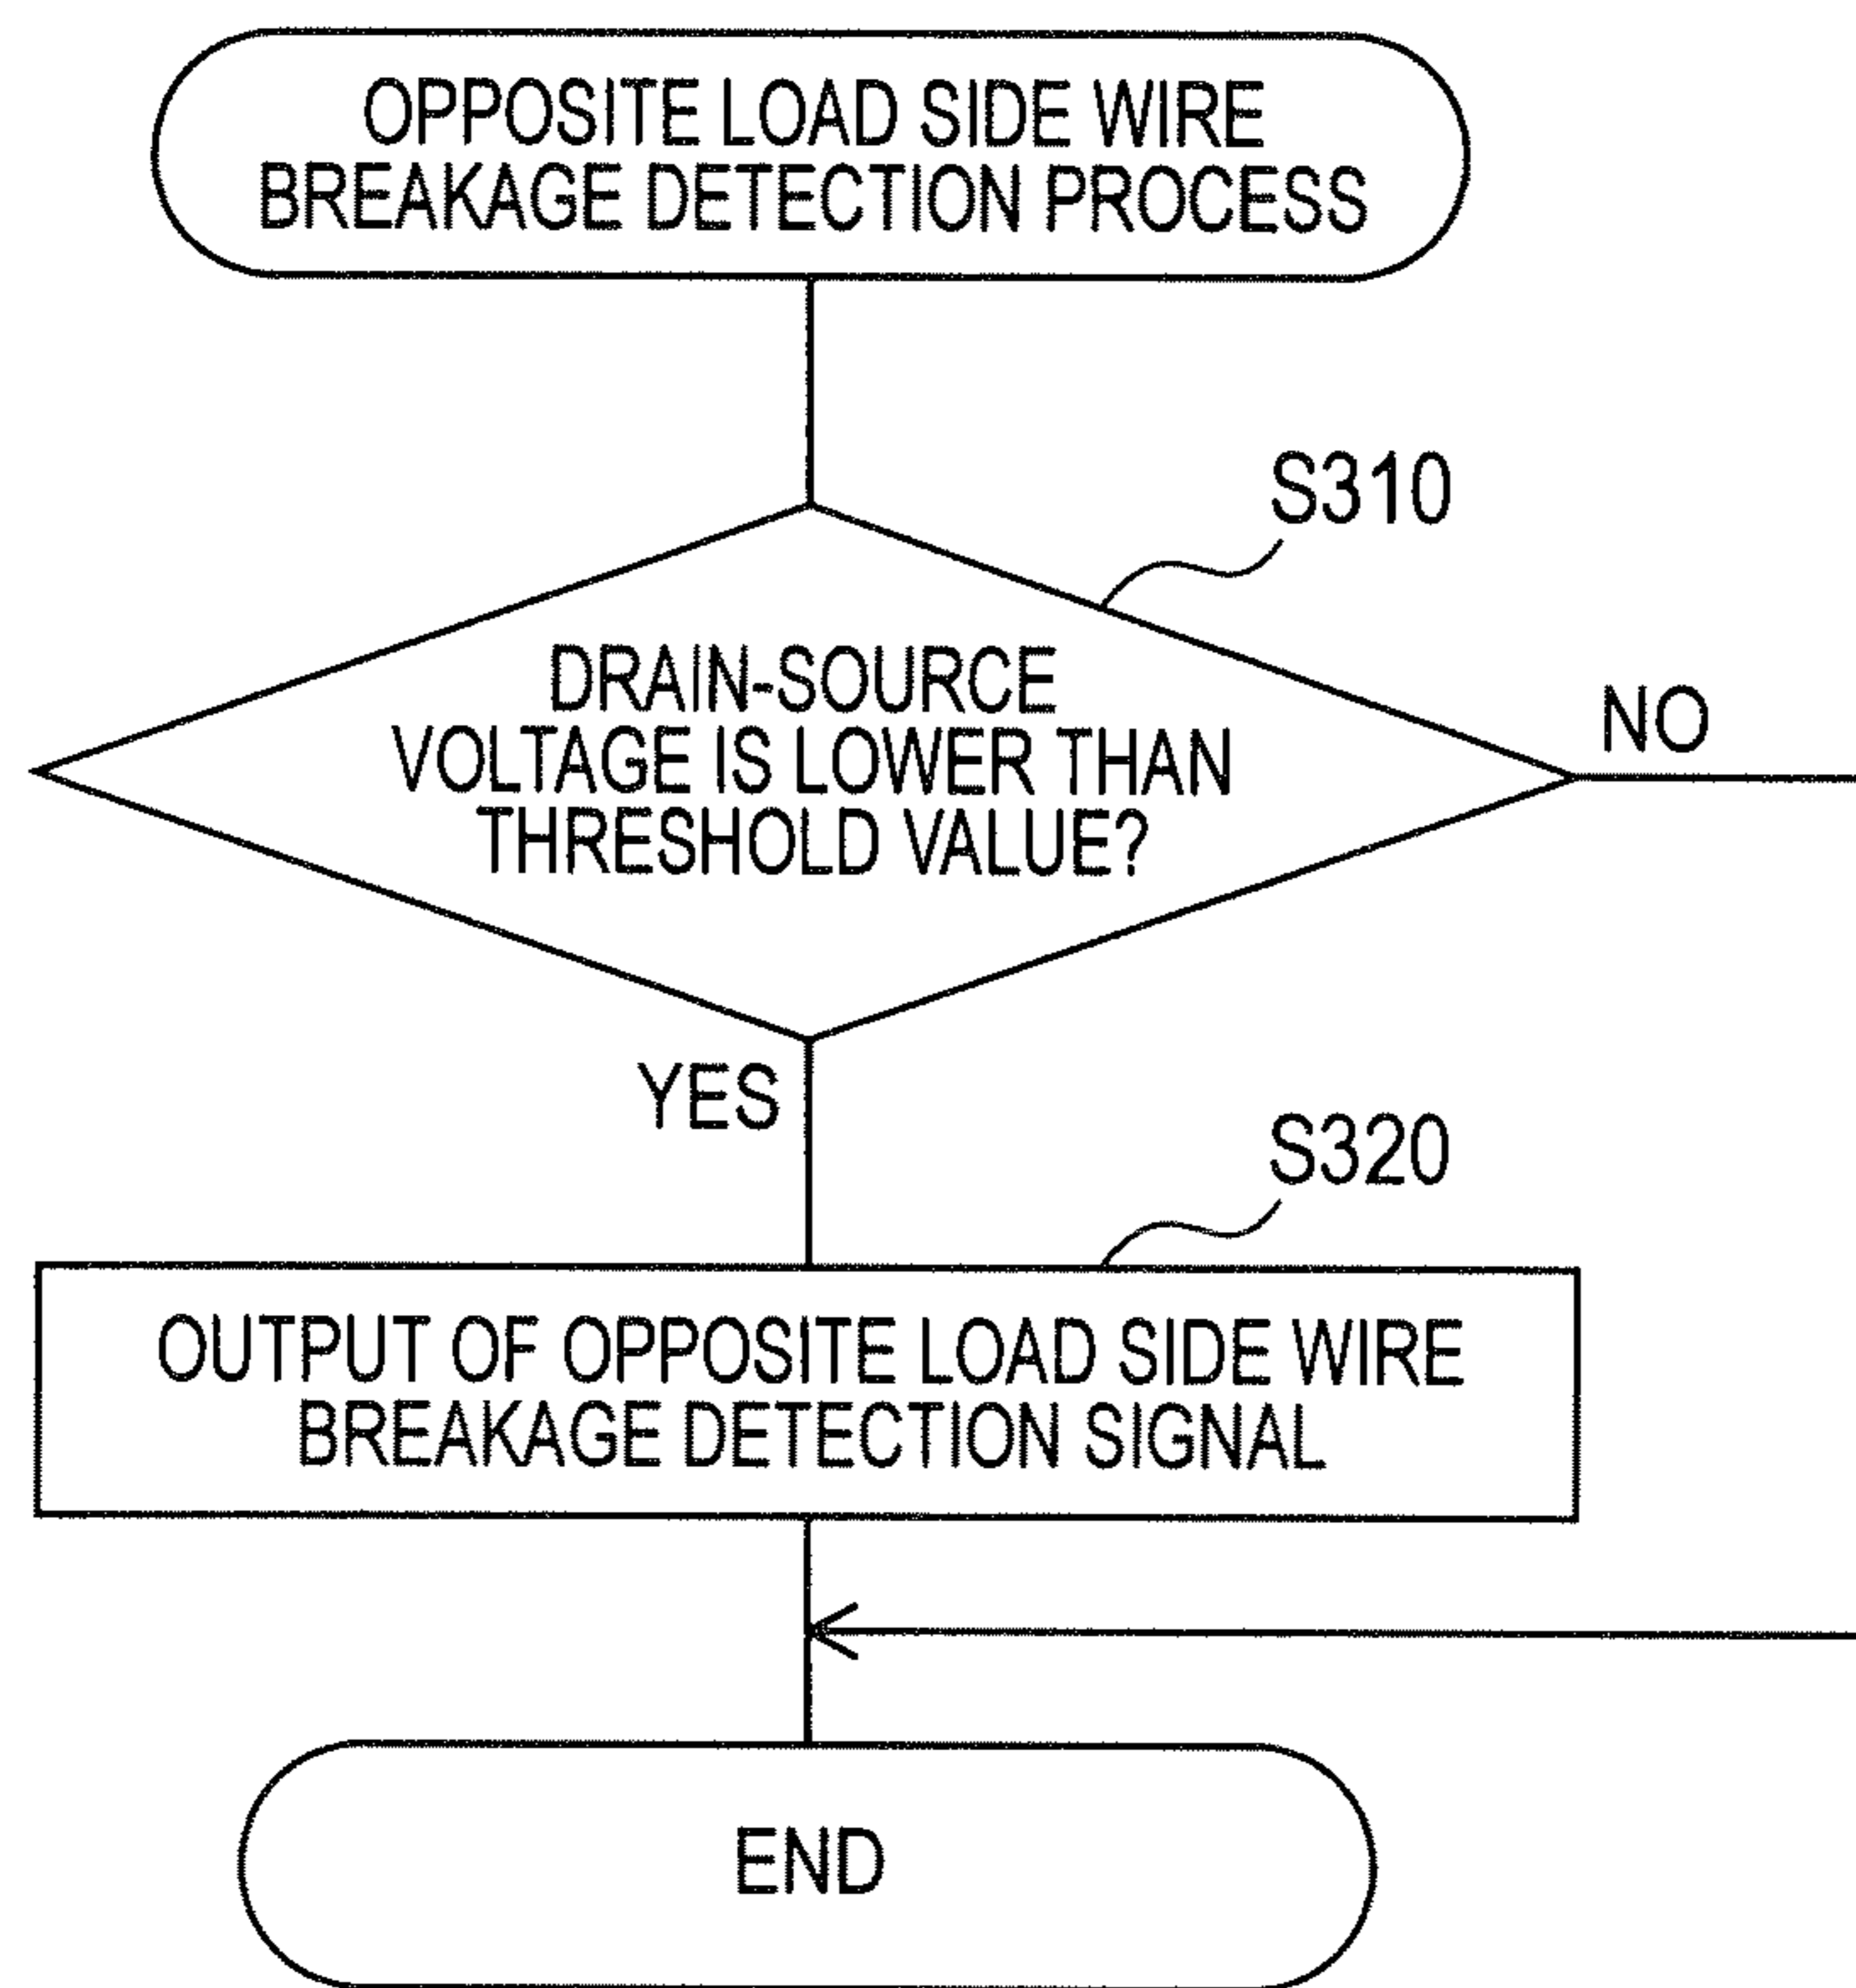 OPPOSITE LOAD SIDE WIRE
BREAKAGE DETECTION PROCESS
S310
DRAIN-SOURCE
VOLTAGE IS LOWER THAN
THRESHOLD VALUE?
NO
YES
S320
OUTPUT OF OPPOSITE LOAD SIDE WIRE
BREAKAGE DETECTION SIGNAL
END